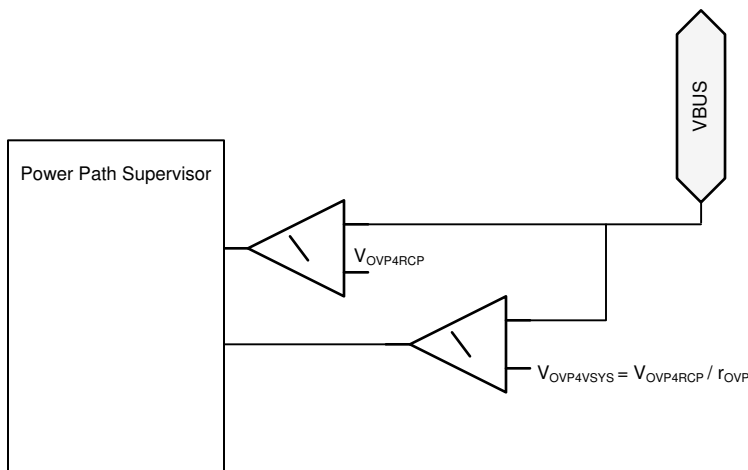 VBUS
Power Path Supervisor
VOVP4RCP
VOVP4VSYS = VOVP4RCP / rOVP